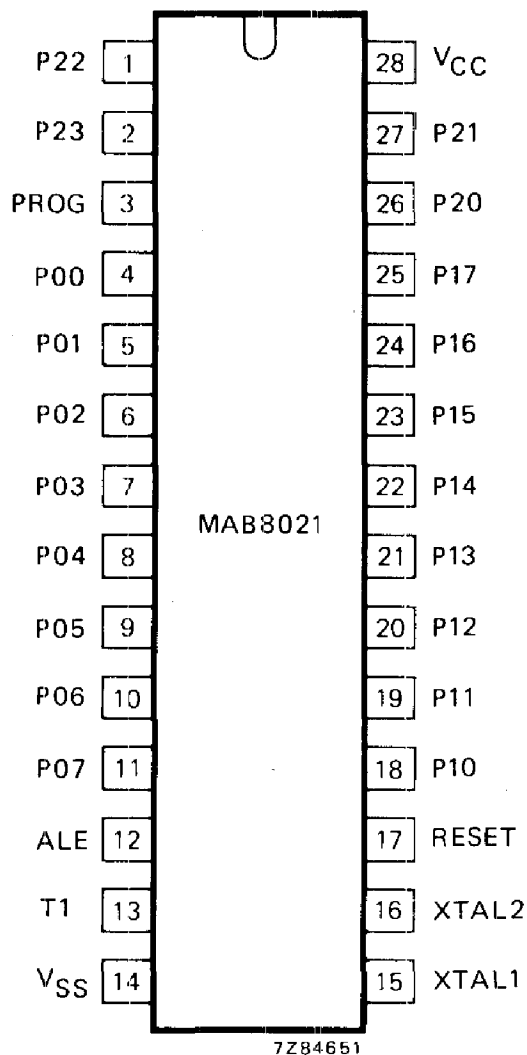 P22 1 28 VCC
P23 2 27 P21
PROG 3 26 P20
P00 4 25 P17
P01 5 24 P16
P02 6 23 P15
P03 7 22 P14
MAB8021
P04 8 21 P13
P05 9 20 P12
P06 10 19 P11
P07 11 18 P10
ALE 12 17 RESET
T1 13 16 XTAL2
VSS 14 15 XTAL1
7Z84651